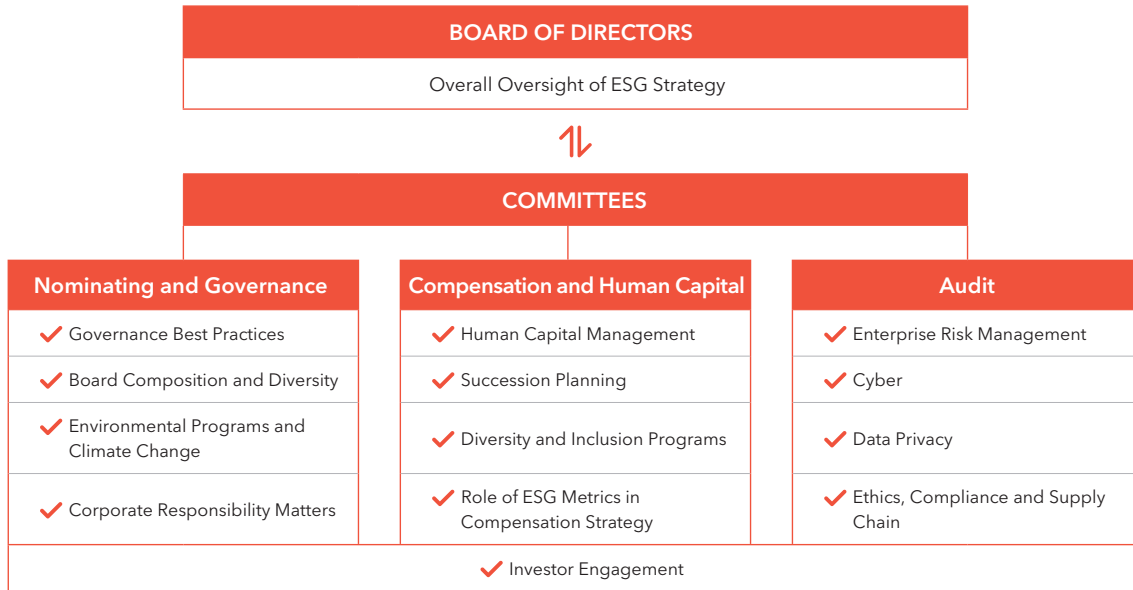 BOARD OF DIRECTORS
Overall Oversight of ESG Strategy
COMMITTEES
Nominating and Governance
Governance Best Practices
Board Composition and Diversity
Environmental Programs and
Climate Change
Corporate Responsibility Matters
Compensation and Human Capital
Human Capital Management
Succession Planning
Diversity and Inclusion Programs
Role of ESG Metrics in
Compensation Strategy
Audit
Enterprise Risk Management
Cyber
Data Privacy
Ethics, Compliance and Supply
Chain
Investor Engagement